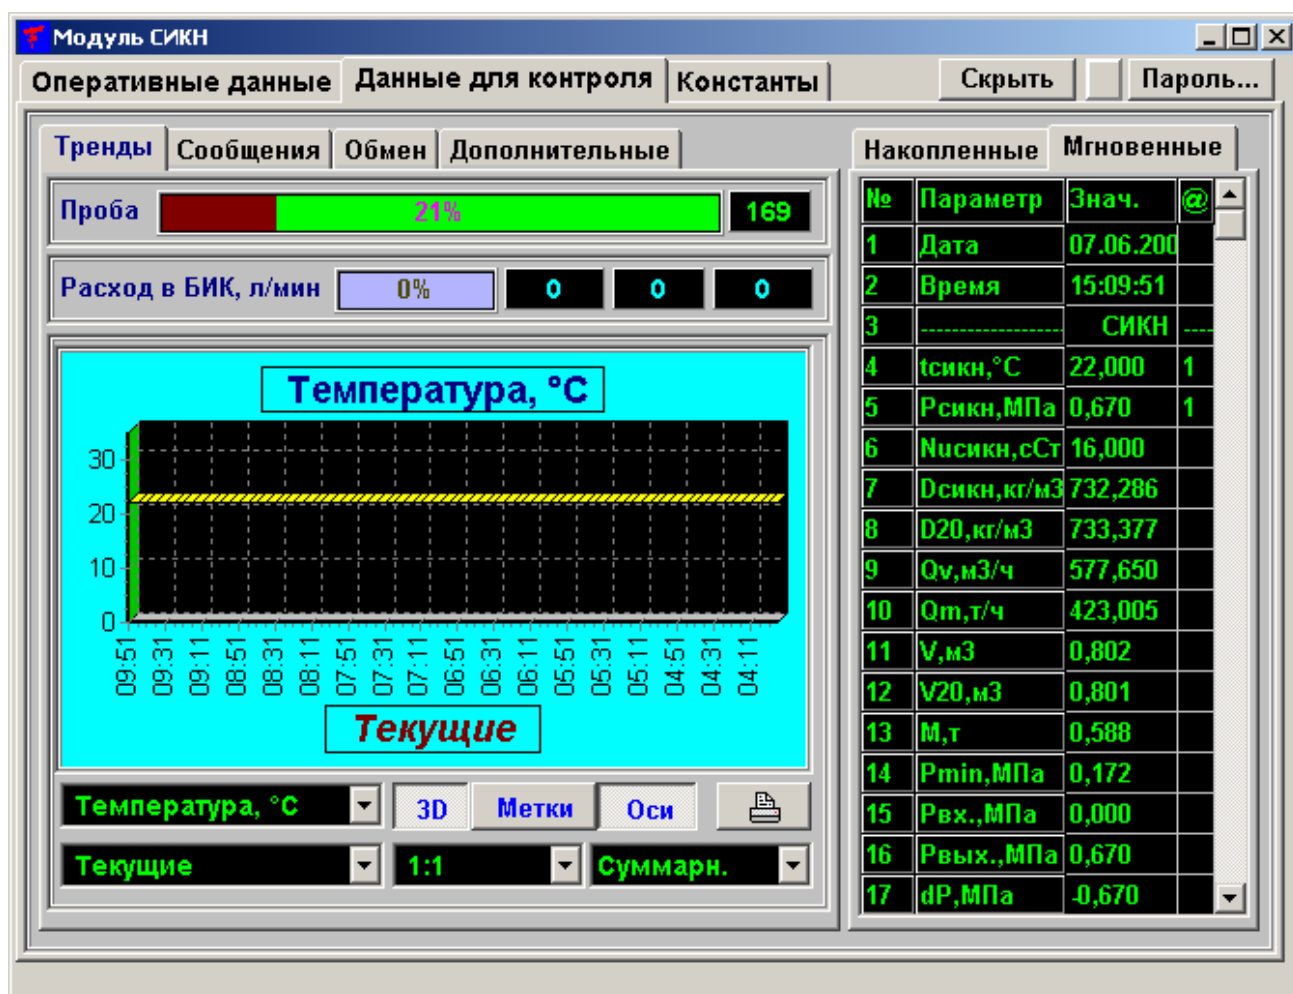 Модуль СИКН
Оперативные данные Данные для контроля Константы Скрыть Пароль...
Тренды Сообщения Обмен Дополнительные
Проба 21% 169
Расход в БИК, л/мин 0% 0 0 0
Температура, °C
30
20
10
0
09:51 09:31 09:11 08:51 08:31 08:11 07:51 07:31 07:11 06:51 06:31 06:11 05:51 05:31 05:11 04:51 04:31 04:11
Текущие
Температура, °C 3D Метки Оси
Текущие 1:1 Суммарн.
Накопленные Мгновенные
№ Параметр Знач. @
1 Дата 07.06.200
2 Время 15:09:51
3 ------------------- СИКН ----
4 tсикн,°C 22,000 1
5 Pсикн,МПа 0,670 1
6 Nuсикн,сСт 16,000
7 Dсикн,кг/м3 732,286
8 D20,кг/м3 733,377
9 Qv,м3/ч 577,650
10 Qm,т/ч 423,005
11 V,м3 0,802
12 V20,м3 0,801
13 M,т 0,588
14 Pmin,МПа 0,172
15 Pвх.,МПа 0,000
16 Pвых.,МПа 0,670
17 dP,МПа -0,670